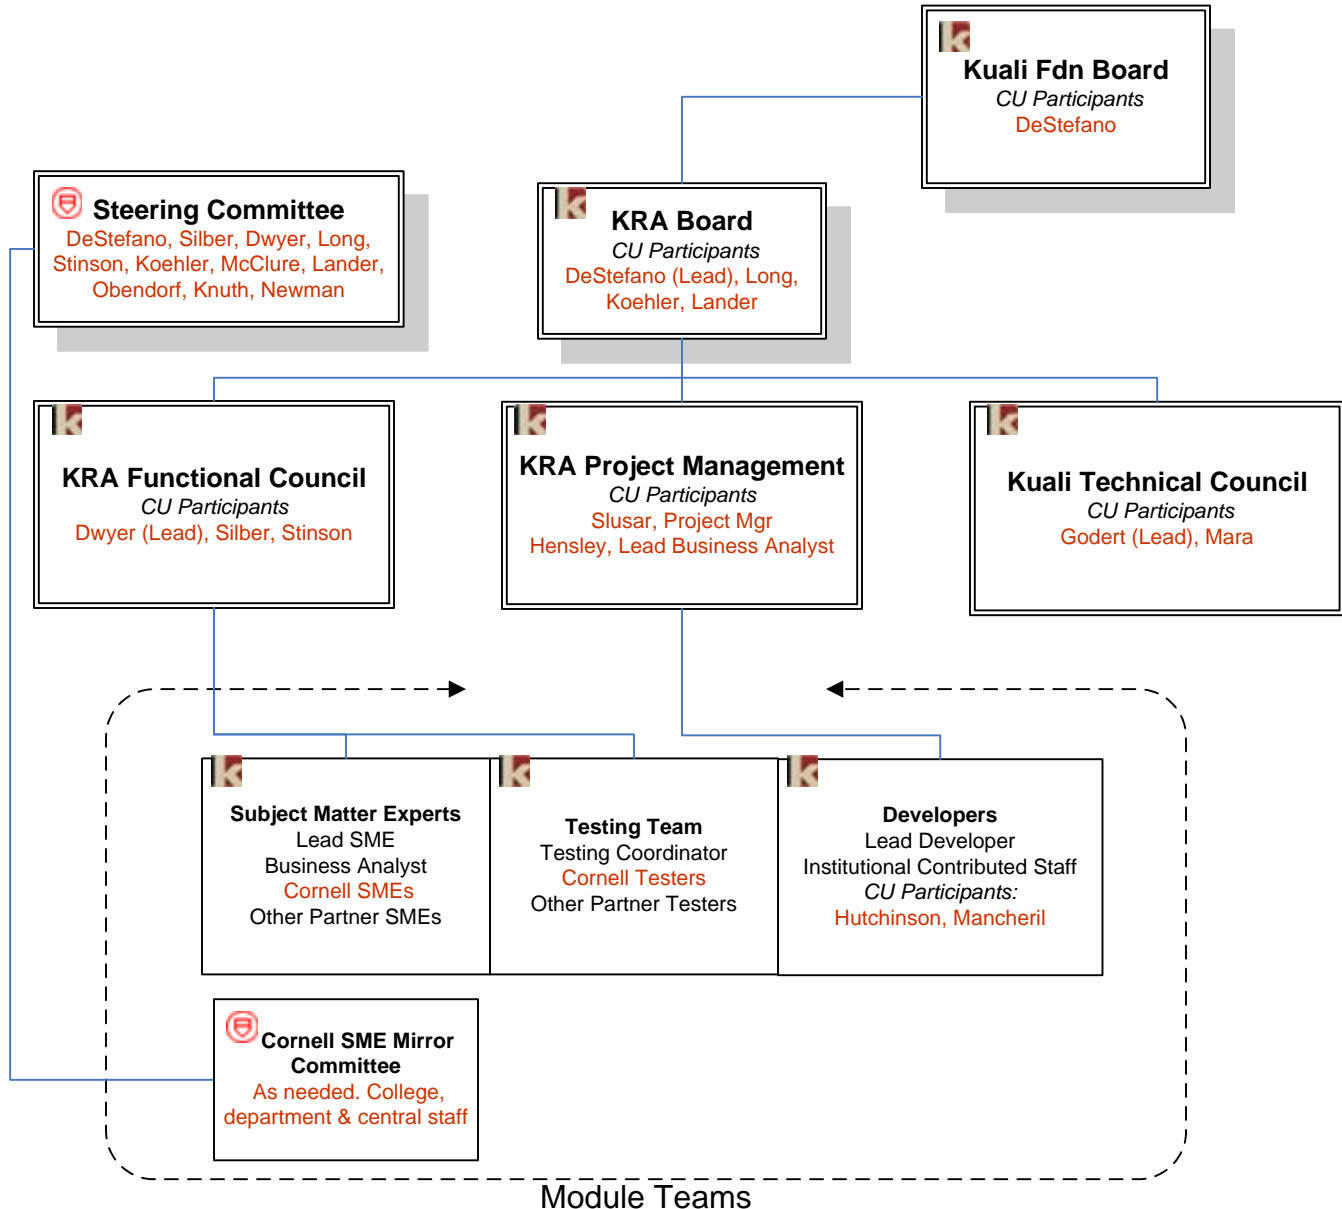 Kuali Fdn Board
CU Participants
DeStefano
Steering Committee
DeStefano, Silber, Dwyer, Long,
Stinson, Koehler, McClure, Lander,
Obendorf, Knuth, Newman
KRA Board
CU Participants
DeStefano (Lead), Long,
Koehler, Lander
KRA Functional Council
CU Participants
Dwyer (Lead), Silber, Stinson
KRA Project Management
CU Participants
Slusar, Project Mgr
Hensley, Lead Business Analyst
Kuali Technical Council
CU Participants
Godert (Lead), Mara
Subject Matter Experts
Lead SME
Business Analyst
Cornell SMEs
Other Partner SMEs
Testing Team
Testing Coordinator
Cornell Testers
Other Partner Testers
Developers
Lead Developer
Institutional Contributed Staff
CU Participants:
Hutchinson, Mancheril
Cornell SME Mirror
Committee
As needed. College,
department & central staff
Module Teams